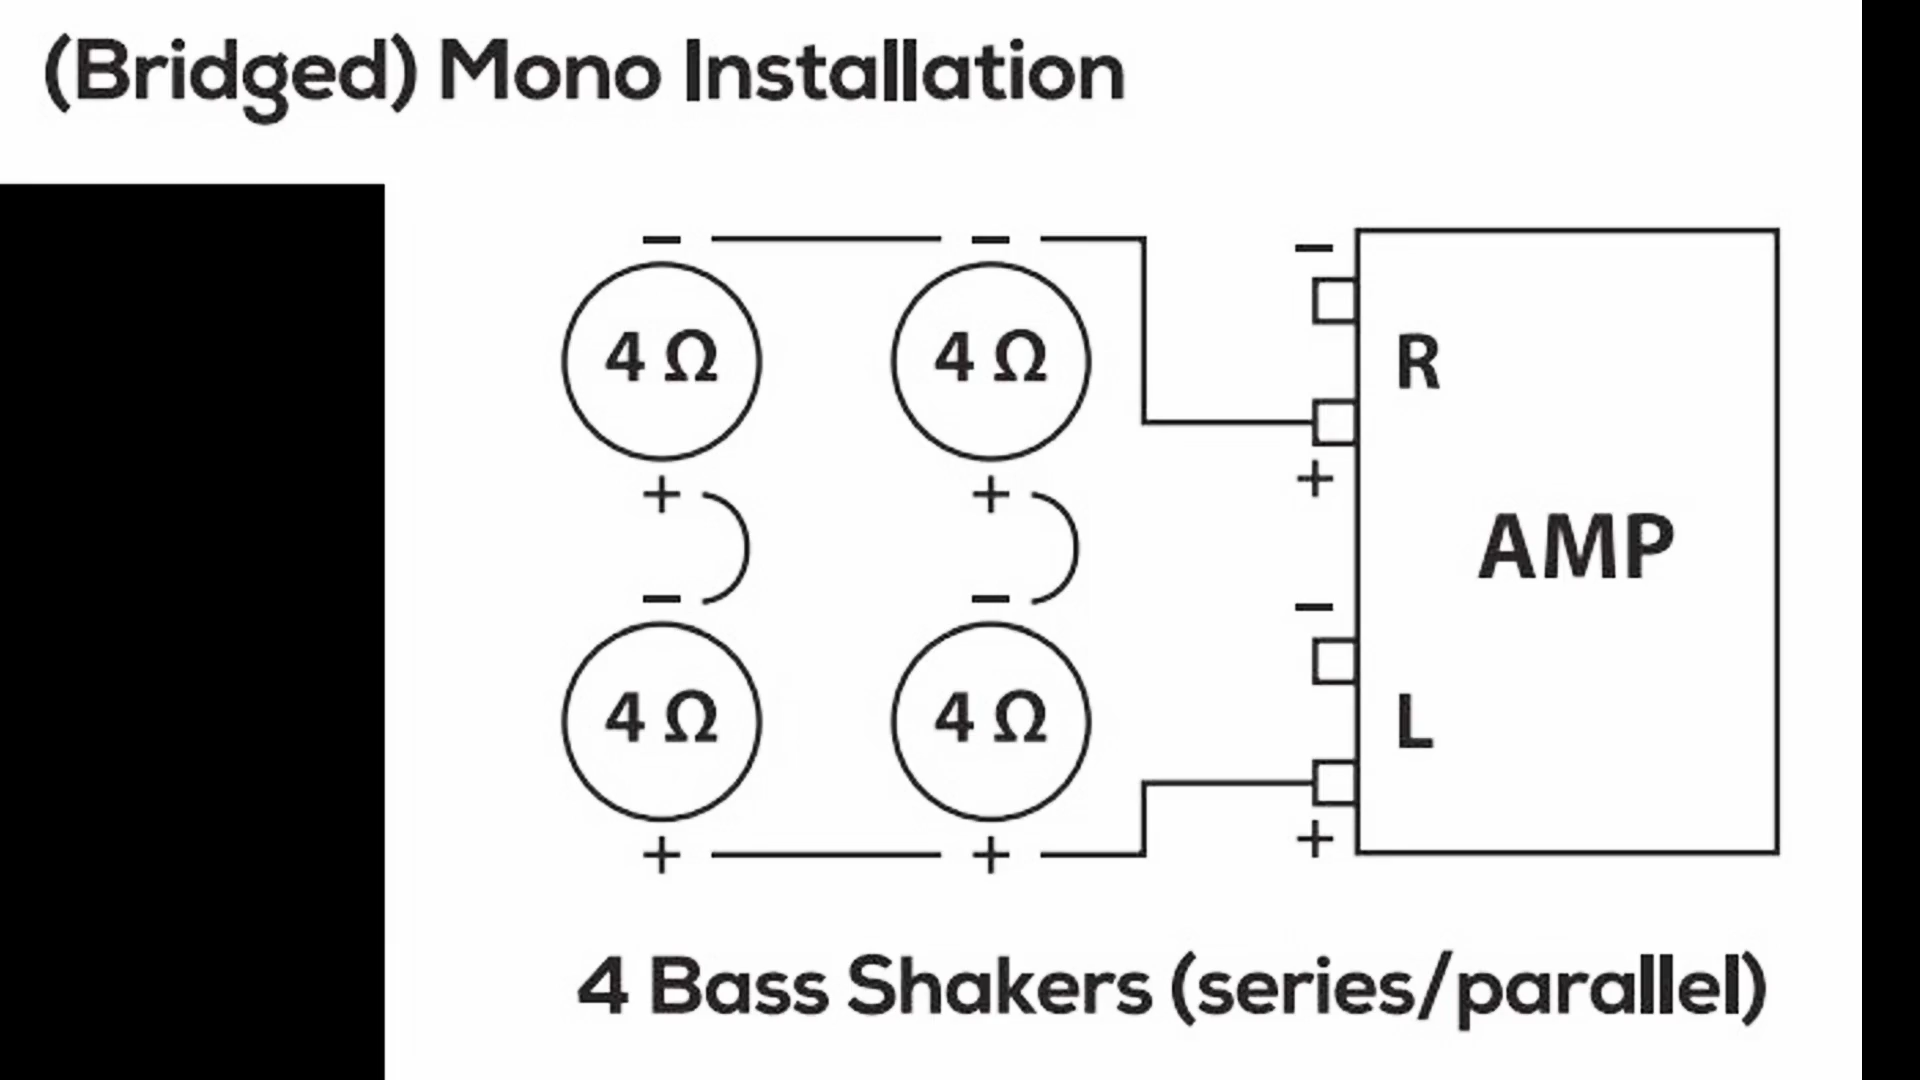 (Bridged) Mono Installation
− − −
4 Ω 4 Ω R
+ + +
AMP
− − −
4 Ω 4 Ω L
+ + +
4 Bass Shakers (series/parallel)